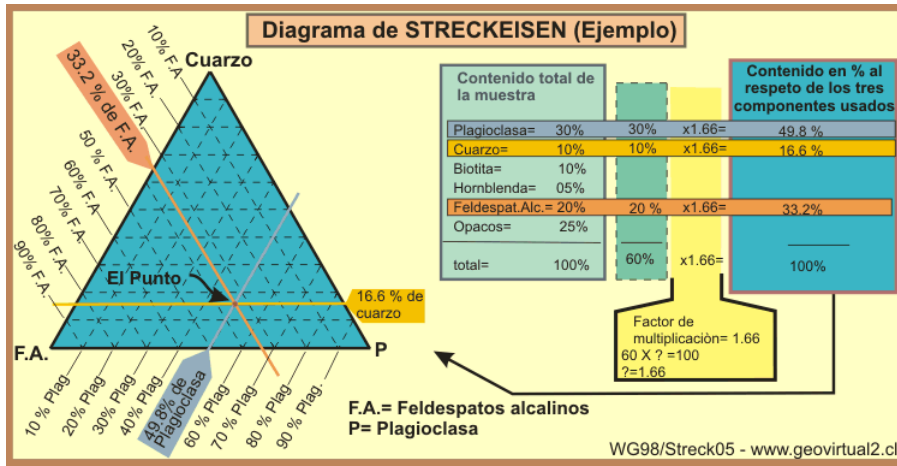 Diagrama de STRECKEISEN (Ejemplo)
Cuarzo
10% F.A.
20% F.A.
30% F.A.
33.2 % de F.A.
50 % F.A.
60% F.A.
70% F.A.
80% F.A.
90% F.A.
El Punto
16.6 % de
cuarzo
F.A.
P
10 % Plag
20% Plag
30% Plag
40% Plag
49.8% de
Plagioclasa
60 % Plag
70% Plag
80 % Plag
90% Plag.
Contenido total de
la muestra
Contenido en % al
respeto de los tres
componentes usados
Plagioclasa= 30% 30% x1.66= 49.8 %
Cuarzo= 10% 10% x1.66= 16.6 %
Biotita = 10%
Hornblenda= 05%
Feldespat.Alc.= 20% 20 % x1.66= 33.2%
Opacos= 25%
total= 100% 60% x1.66= 100%
Factor de
multiplicaciòn= 1.66
60 X ? =100
?=1.66
F.A.= Feldespatos alcalinos
P= Plagioclasa
WG98/Streck05 - www.geovirtual2.cl